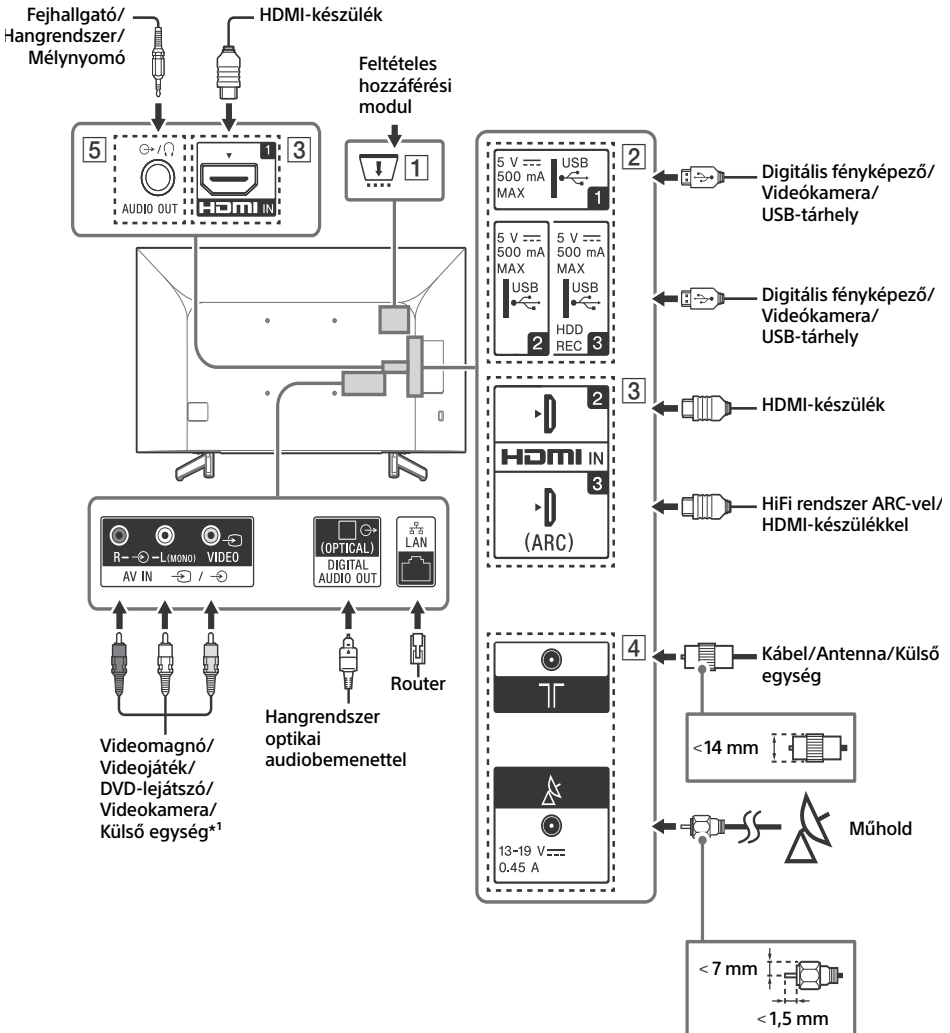 Fejhallgató/
Hangrendszer/
Mélynyomó
HDMI-készülék
Feltételes
hozzáférési
modul
5
AUDIO OUT
1
3
HDMI IN
1
5 V
500 mA
MAX
USB
1
2
Digitális fényképező/
Videókamera/
USB-tárhely
5 V
500 mA
MAX
USB
2
5 V
500 mA
MAX
USB
HDD
REC 3
Digitális fényképező/
Videókamera/
USB-tárhely
2
3
HDMI-készülék
HDMI IN
3
(ARC)
HiFi rendszer ARC-vel/
HDMI-készülékkel
R- -L(MONO) VIDEO
AV IN /
(OPTICAL)
DIGITAL
AUDIO OUT
LAN
Videomagnó/
Videojáték/
DVD-lejátszó/
Videokamera/
Külső egység*1
Hangrendszer
optikai
audiobemenettel
Router
4
Kábel/Antenna/Külső
egység
<14 mm
13-19 V
0.45 A
Műhold
<7 mm
<1,5 mm